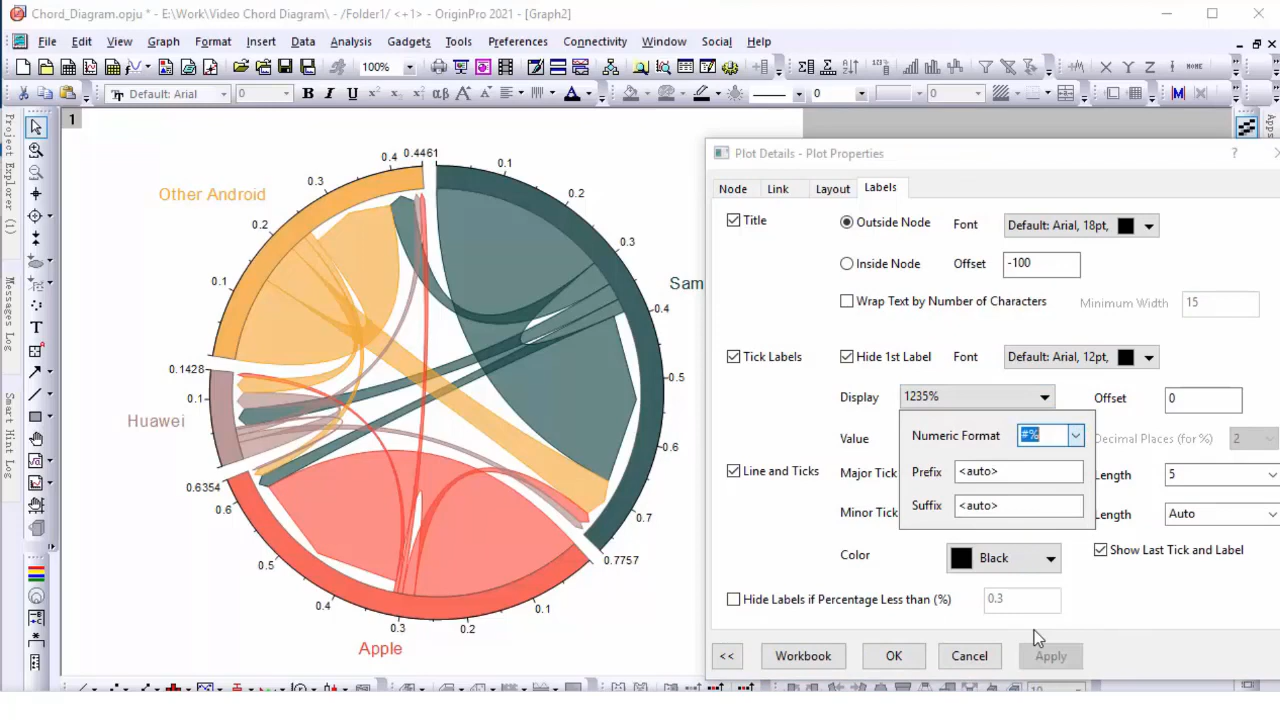 Chord_Diagram.opju * - E:\Work\Video Chord Diagram\ - /Folder1/ <+1> - OriginPro 2021 - [Graph2]
File Edit View Graph Format Insert Data Analysis Gadgets Tools Preferences Connectivity Window Social Help
100%
Default: Arial 0 B I U 0 0
Project Explorer (1)
Messages Log
Smart Hint Log
Apps
1
Other Android
Huawei
Apple
Sam
0.4461
0.4
0.3
0.2
0.1
0.1
0.2
0.3
0.4
0.5
0.6
0.7
0.7757
0.1
0.2
0.3
0.4
0.5
0.6
0.6354
0.1
0.1428
Plot Details - Plot Properties ?
Node Link Layout Labels
Title Outside Node Font Default: Arial, 18pt,
Inside Node Offset -100
Wrap Text by Number of Characters Minimum Width 15
Tick Labels Hide 1st Label Font Default: Arial, 12pt,
Display 1235% Offset 0
Numeric Format #%
Value Decimal Places (for %) 2
Prefix <auto>
Line and Ticks Major Tick Length 5
Suffix <auto>
Minor Tick Length Auto
Color Black Show Last Tick and Label
Hide Labels if Percentage Less than (%) 0.3
<< Workbook OK Cancel Apply